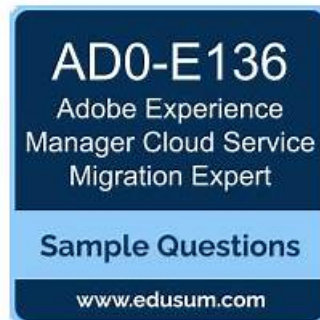 AD0-E136
Adobe Experience
Manager Cloud Service
Migration Expert
Sample Questions
www.edusum.com